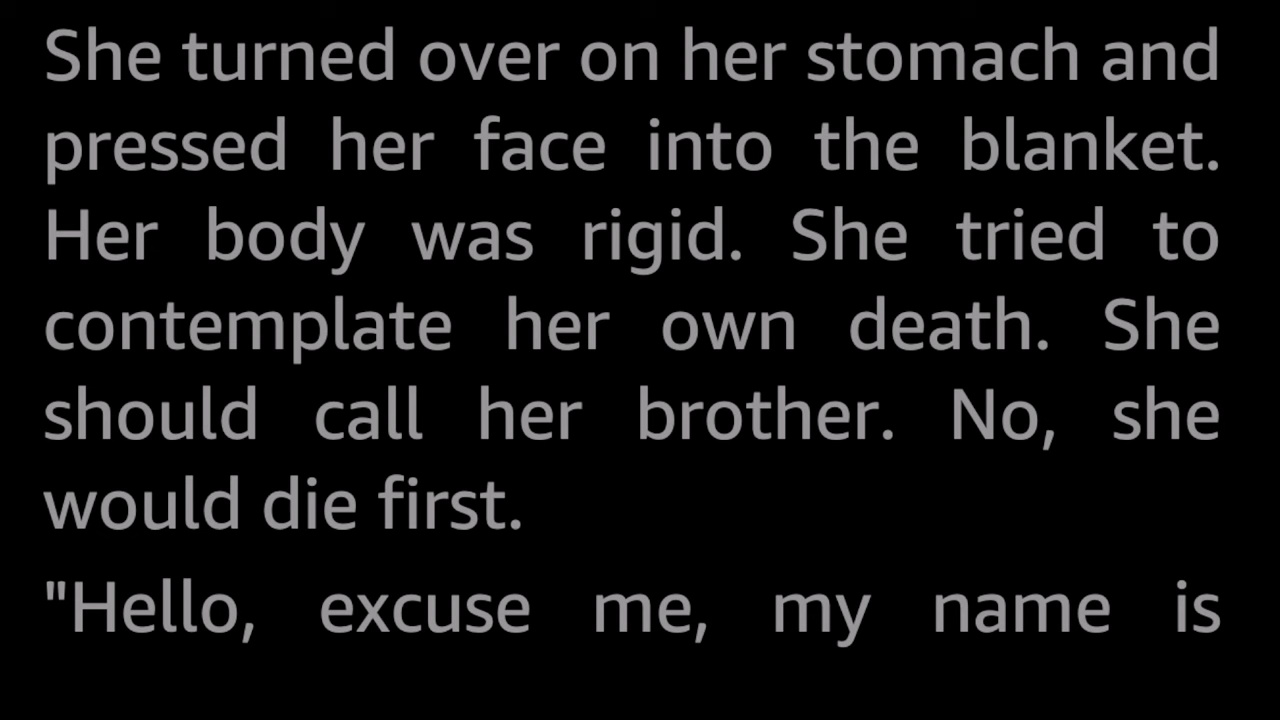 She turned over on her stomach and
pressed her face into the blanket.
Her body was rigid. She tried to
contemplate her own death. She
should call her brother. No, she
would die first.
"Hello, excuse me, my name is